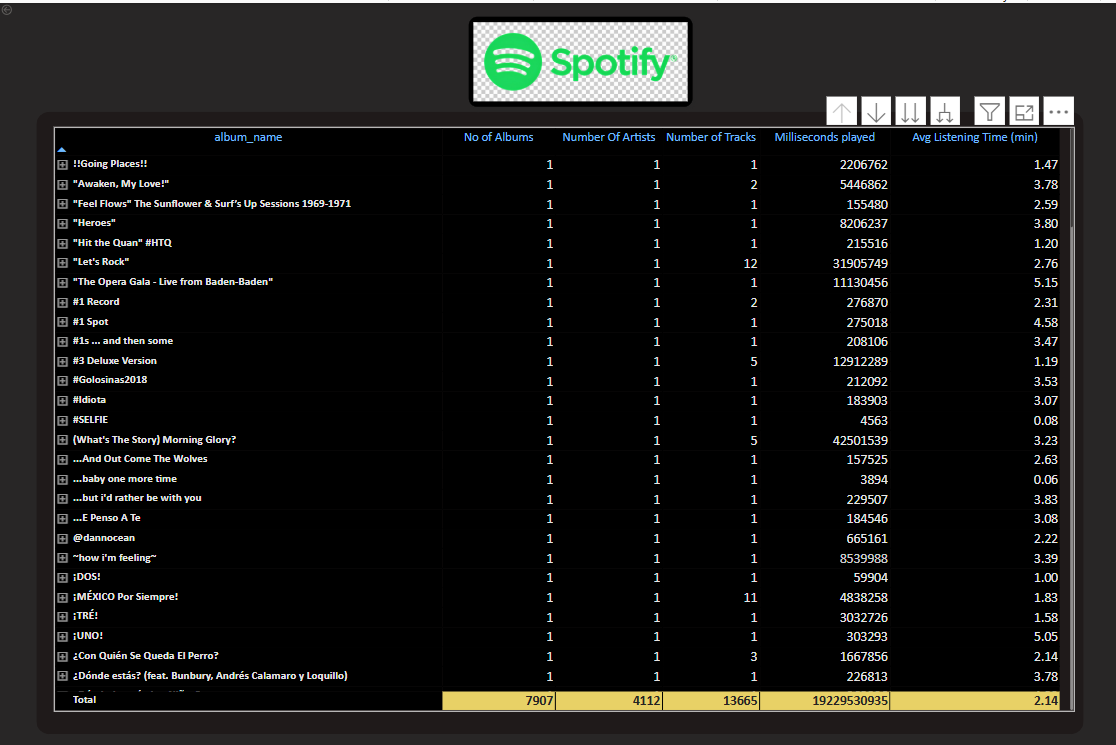 Spotify
album_name No of Albums Number Of Artists Number of Tracks Milliseconds played Avg Listening Time (min)
!!Going Places!! 1 1 1 2206762 1.47
"Awaken, My Love!" 1 1 2 5446862 3.78
"Feel Flows" The Sunflower & Surf's Up Sessions 1969-1971 1 1 1 155480 2.59
"Heroes" 1 1 1 8206237 3.80
"Hit the Quan" #HTQ 1 1 1 215516 1.20
"Let's Rock" 1 1 12 31905749 2.76
"The Opera Gala - Live from Baden-Baden" 1 1 1 11130456 5.15
#1 Record 1 1 2 276870 2.31
#1 Spot 1 1 1 275018 4.58
#1s ... and then some 1 1 1 208106 3.47
#3 Deluxe Version 1 1 5 12912289 1.19
#Golosinas2018 1 1 1 212092 3.53
#Idiota 1 1 1 183903 3.07
#SELFIE 1 1 1 4563 0.08
(What's The Story) Morning Glory? 1 1 5 42501539 3.23
...And Out Come The Wolves 1 1 1 157525 2.63
...baby one more time 1 1 1 3894 0.06
...but i'd rather be with you 1 1 1 229507 3.83
...E Penso A Te 1 1 1 184546 3.08
@dannocean 1 1 1 665161 2.22
~how i'm feeling~ 1 1 1 8539988 3.39
¡DOS! 1 1 1 59904 1.00
¡MÉXICO Por Siempre! 1 1 11 4838258 1.83
¡TRÉ! 1 1 1 3032726 1.58
¡UNO! 1 1 1 303293 5.05
¿Con Quién Se Queda El Perro? 1 1 3 1667856 2.14
¿Dónde estás? (feat. Bunbury, Andrés Calamaro y Loquillo) 1 1 1 226813 3.78
Total 7907 4112 13665 19229530935 2.14